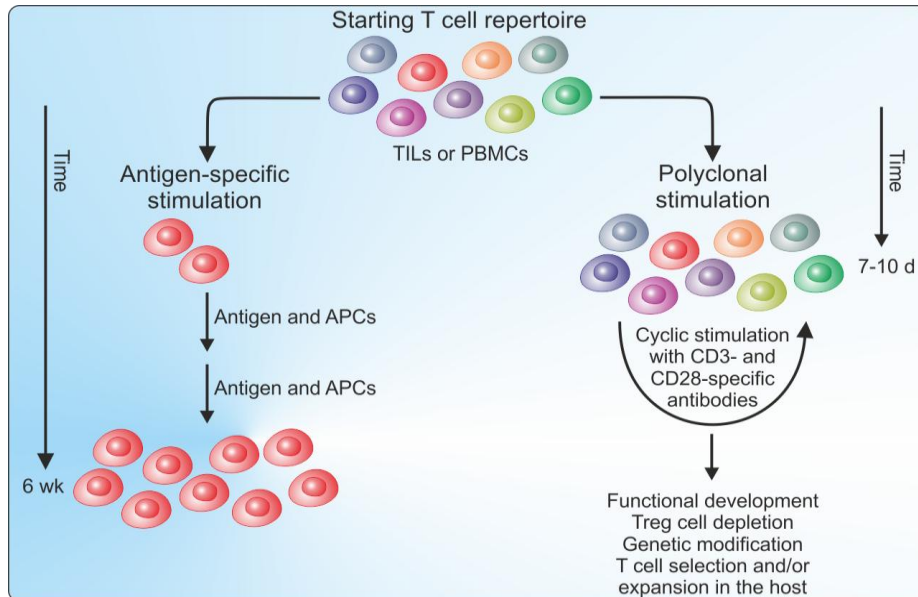 Starting T cell repertoire
TILs or PBMCs
Time
Antigen-specific
stimulation
Antigen and APCs
Antigen and APCs
6 wk
Polyclonal
stimulation
Time
7-10 d
Cyclic stimulation
with CD3- and
CD28-specific
antibodies
Functional development
Treg cell depletion
Genetic modification
T cell selection and/or
expansion in the host